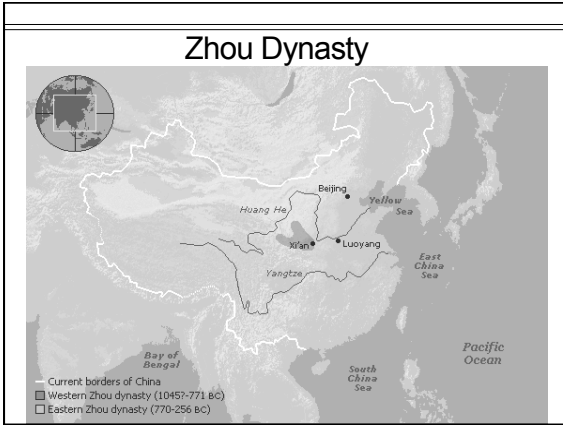 Zhou Dynasty
Beijing
Huang He
Yellow
Sea
Xi'an
Luoyang
Yangtze
East
China
Sea
Pacific
Ocean
Bay of
Bengal
South
China
Sea
Current borders of China
Western Zhou dynasty (1045?-771 BC)
Eastern Zhou dynasty (770-256 BC)